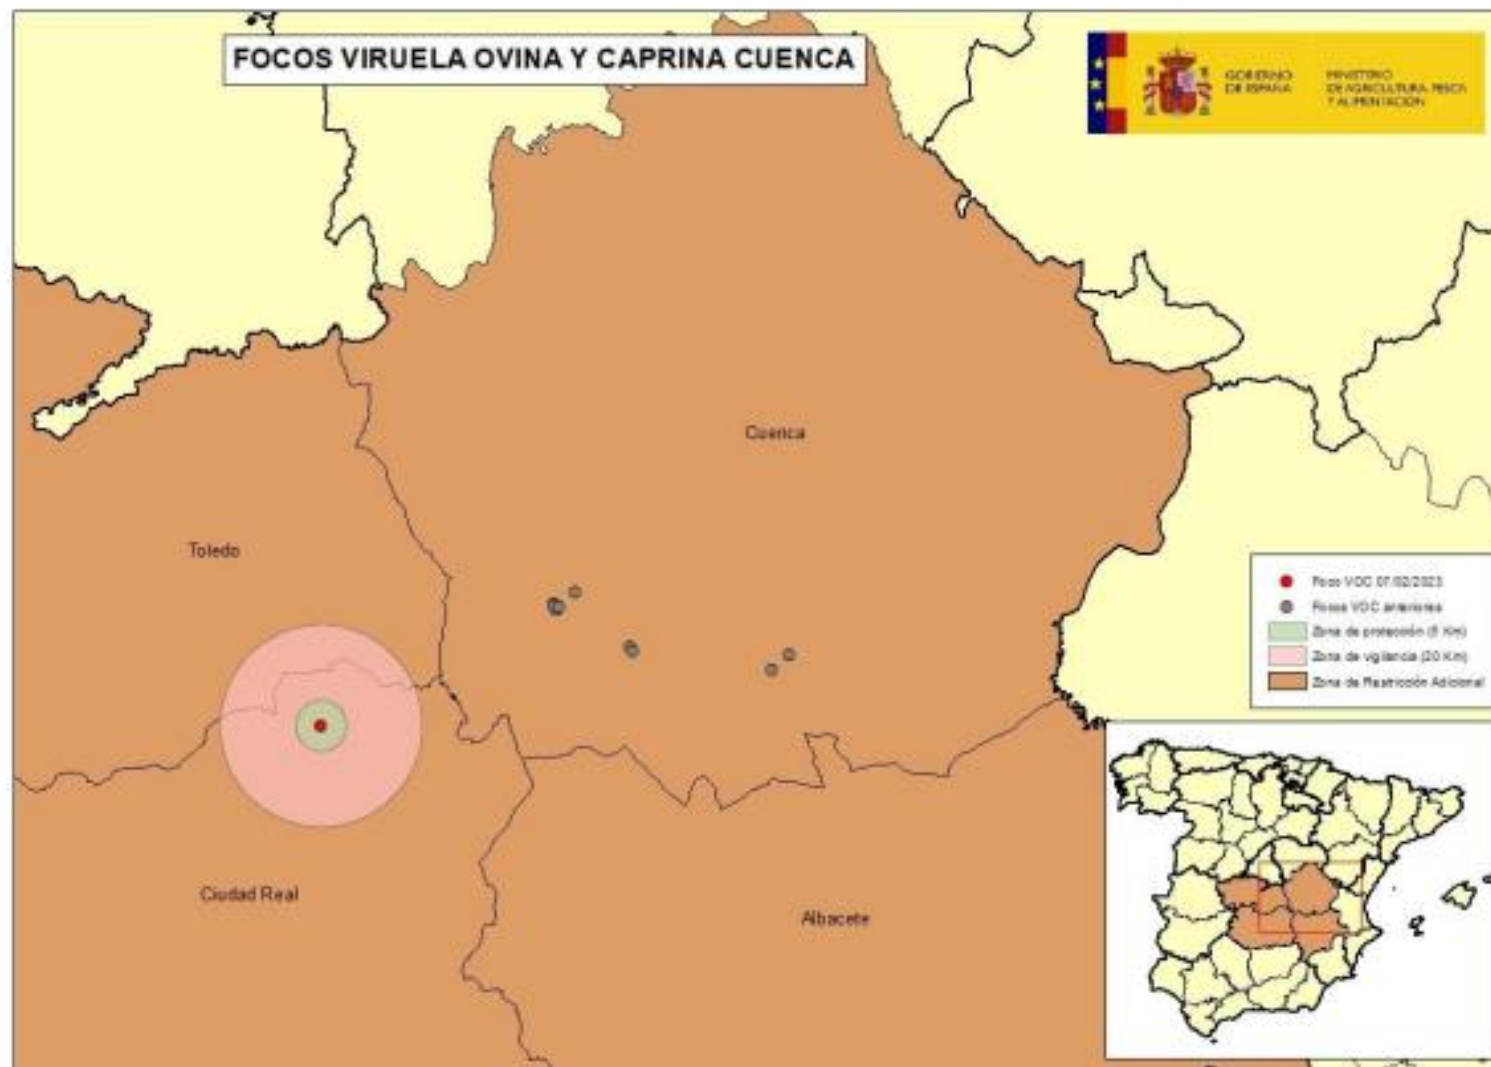 FOCOS VIRUELA OVINA Y CAPRINA CUENCA
GOBIERNO
DE ESPAÑA
MINISTERIO
DE AGRICULTURA, PESCA
Y ALIMENTACIÓN
Cuenca
Toledo
Foco VOC 07/02/2023
Focos VOC anteriores
Zona de protección (5 Km)
Zona de vigilancia (20 Km)
Zona de Restricción Adicional
Ciudad Real
Albacete